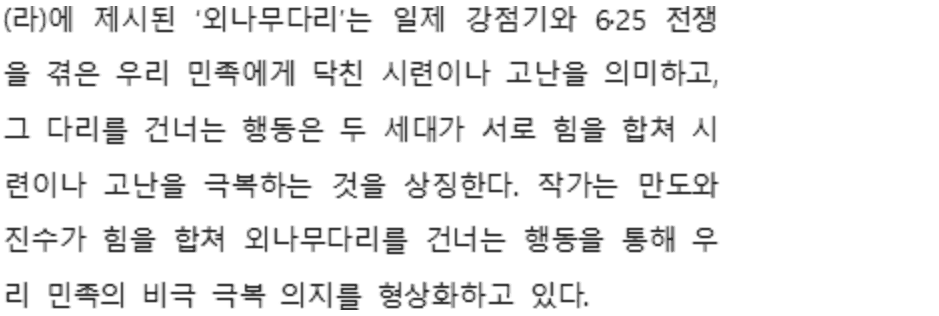 (라)에 제시된 ‘외나무다리’는 일제 강점기와 6·25 전쟁
을 겪은 우리 민족에게 닥친 시련이나 고난을 의미하고,
그 다리를 건너는 행동은 두 세대가 서로 힘을 합쳐 시
련이나 고난을 극복하는 것을 상징한다. 작가는 만도와
진수가 힘을 합쳐 외나무다리를 건너는 행동을 통해 우
리 민족의 비극 극복 의지를 형상화하고 있다.